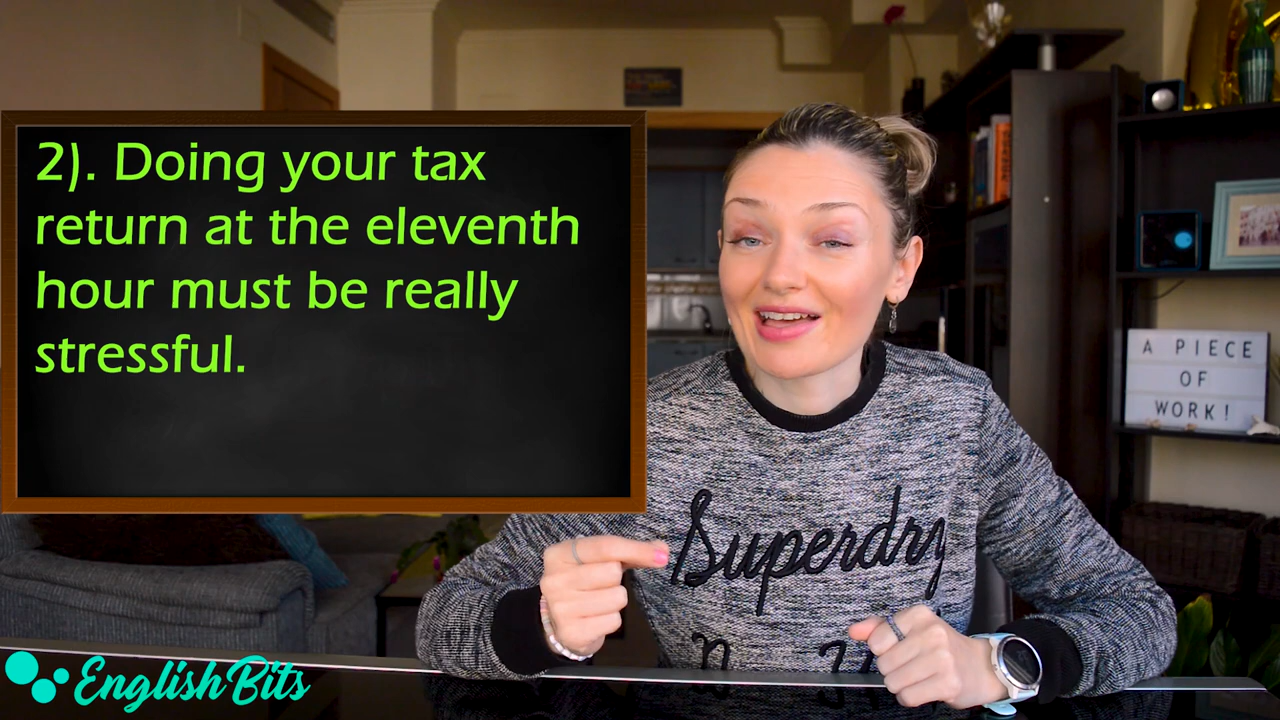 2). Doing your tax
return at the eleventh
hour must be really
stressful.
A PIECE
OF
WORK!
Superdry
EnglishBits